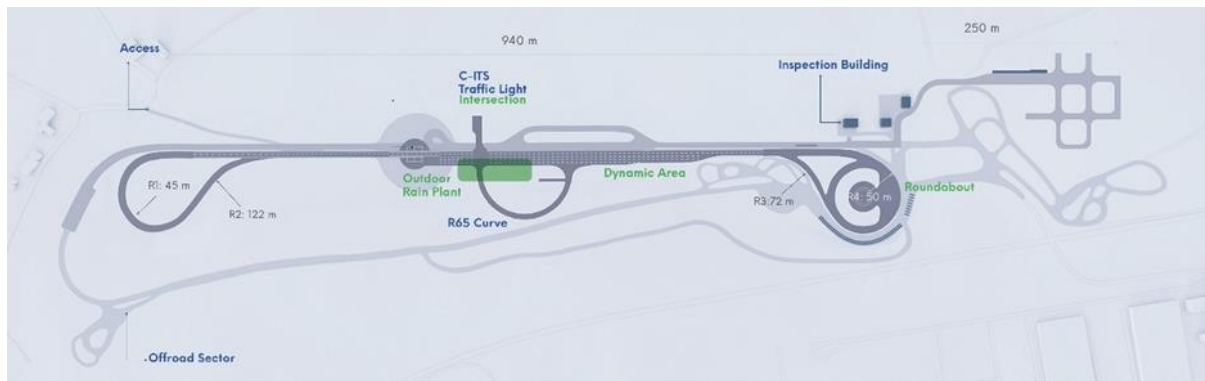 250 m
940 m
Access
Inspection Building
C-ITS
Traffic Light
Intersection
Outdoor
Rain Plant
Dynamic Area
Roundabout
R1: 45 m
R2: 122 m
R3:72 m
R4: 50 m
R65 Curve
.Offroad Sector